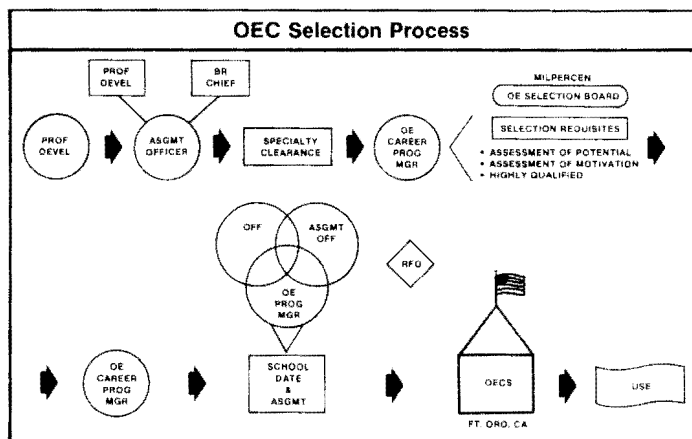 OEC Selection Process
PROF
DEVEL
BR
CHIEF
MILPERCEN
OE SELECTION BOARD
PROF
DEVEL
ASGMT
OFFICER
SPECIALTY
CLEARANCE
OE
CAREER
PROG
MGR
SELECTION REQUISITES
• ASSESSMENT OF POTENTIAL
• ASSESSMENT OF MOTIVATION
• HIGHLY QUALIFIED
OFF
ASGMT
OFF
OE
PROG
MGR
RFO
OE
CAREER
PROG
MGR
SCHOOL
DATE
&
ASGMT
OECS
FT. ORD, CA
USE